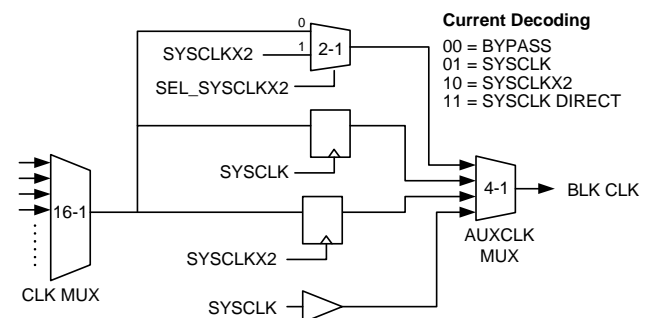 Current Decoding
00 = BYPASS
01 = SYSCLK
10 = SYSCLKX2
11 = SYSCLK DIRECT
0
1
2-1
SYSCLKX2
SEL_SYSCLKX2
SYSCLK
16-1
4-1
BLK CLK
AUXCLK
MUX
SYSCLKX2
CLK MUX
SYSCLK